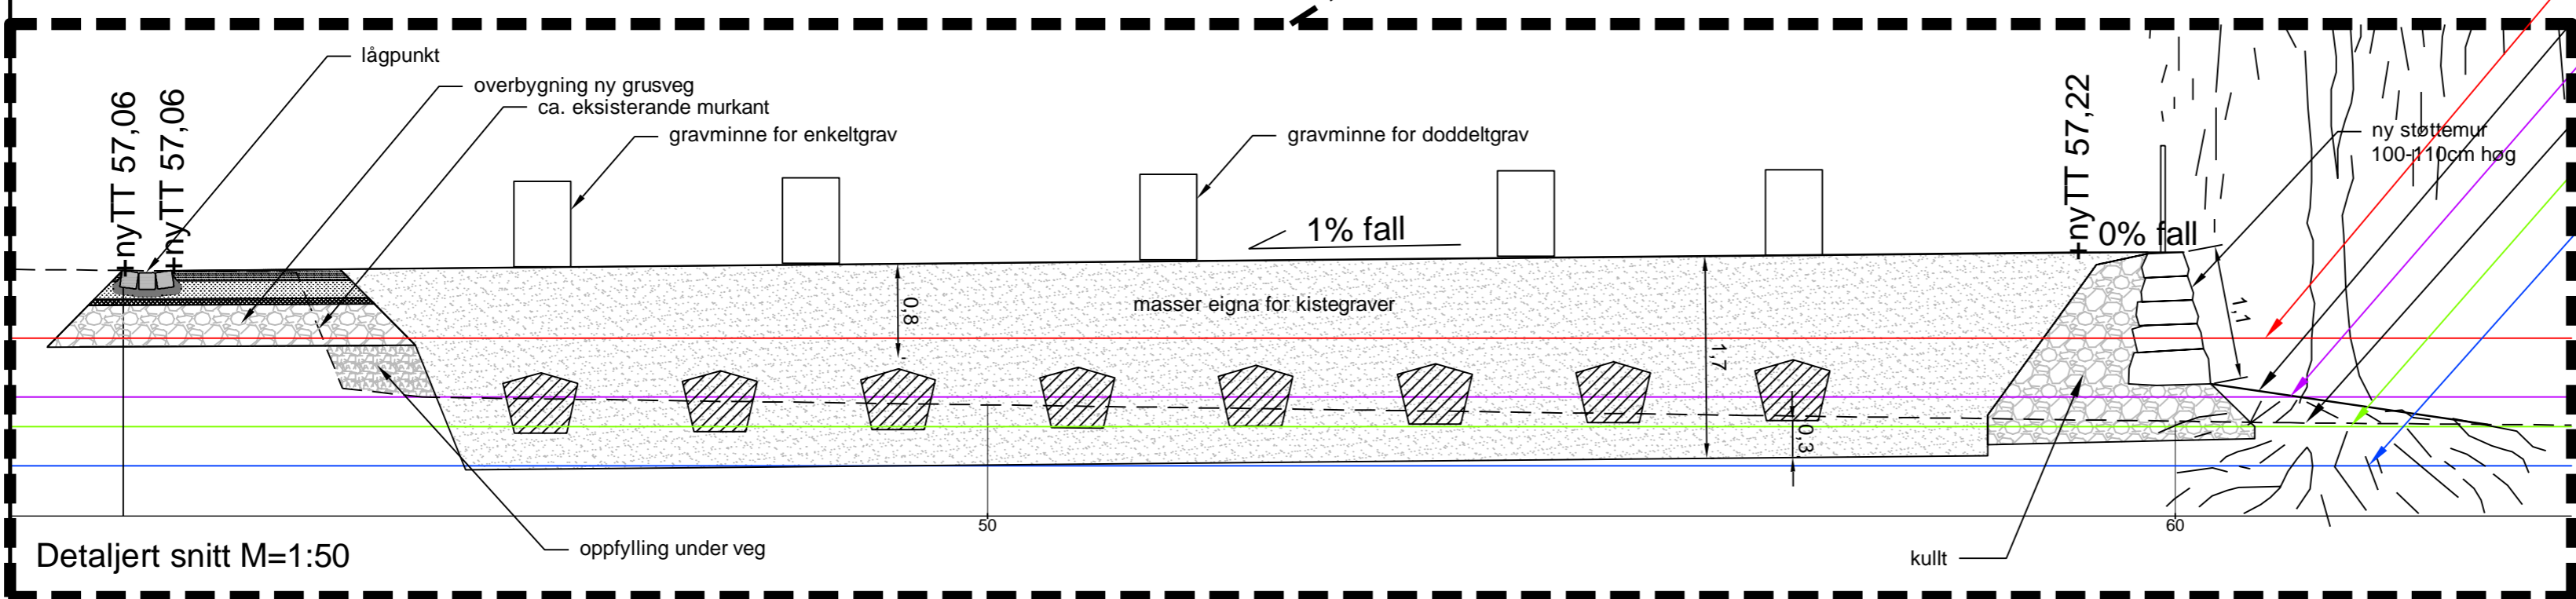 lågpunkt
overbygning ny grusveg
ca. eksisterande murkant
gravminne for enkeltgrav
gravminne for doddeltgrav
ny støttemur
100-110cm høg
+nyTT 57,06
+nyTT 57,06
+nyTT 57,22
1% fall
0% fall
masser eigna for kistegraver
0,8
1,7
0,3
1,1
50
60
oppfylling under veg
kullt
Detaljert snitt M=1:50